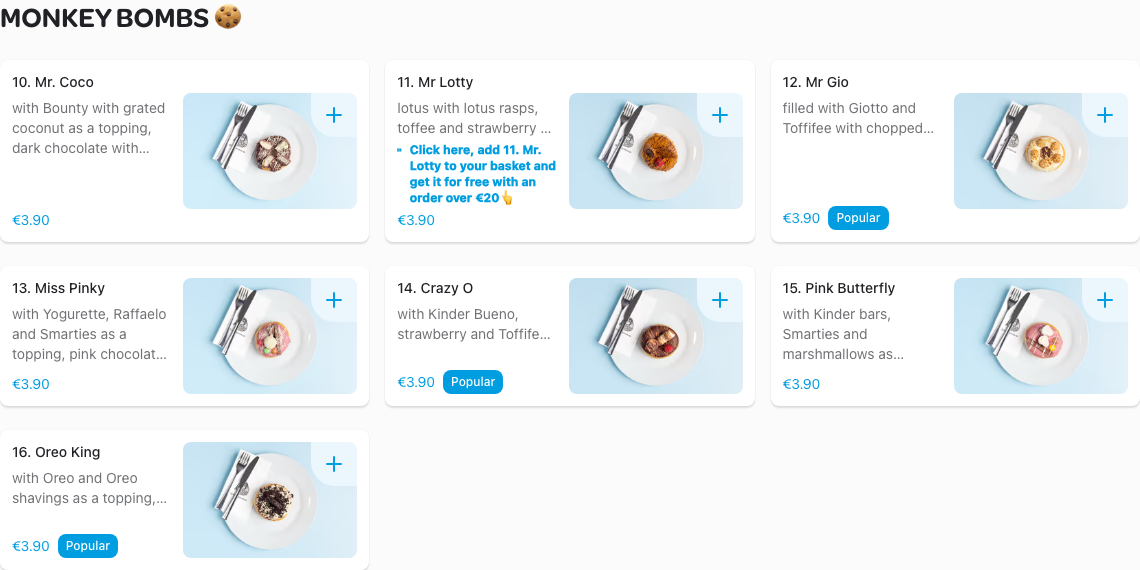 MONKEY BOMBS 🍪
10. Mr. Coco
with Bounty with grated
coconut as a topping,
dark chocolate with...
€3.90
11. Mr Lotty
lotus with lotus rasps,
toffee and strawberry ...
Click here, add 11. Mr.
Lotty to your basket and
get it for free with an
order over €20👆
€3.90
12. Mr Gio
filled with Giotto and
Toffifee with chopped...
€3.90 Popular
13. Miss Pinky
with Yogurette, Raffaelo
and Smarties as a
topping, pink chocolat...
€3.90
14. Crazy O
with Kinder Bueno,
strawberry and Toffife...
€3.90 Popular
15. Pink Butterfly
with Kinder bars,
Smarties and
marshmallows as...
€3.90
16. Oreo King
with Oreo and Oreo
shavings as a topping,...
€3.90 Popular